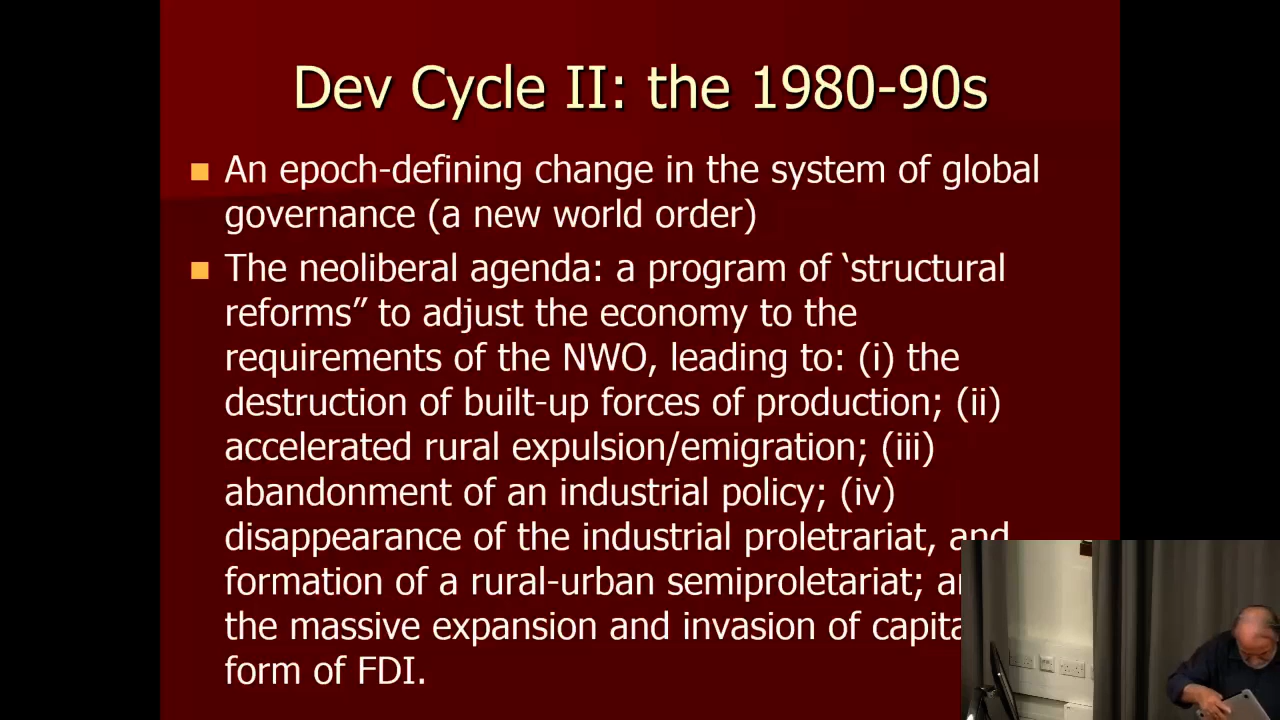 Dev Cycle II: the 1980-90s
An epoch-defining change in the system of global
governance (a new world order)
The neoliberal agenda: a program of ‘structural
reforms” to adjust the economy to the
requirements of the NWO, leading to: (i) the
destruction of built-up forces of production; (ii)
accelerated rural expulsion/emigration; (iii)
abandonment of an industrial policy; (iv)
disappearance of the industrial proletrariat, and
formation of a rural-urban semiproletariat;
the massive expansion and invasion of
form of FDI.